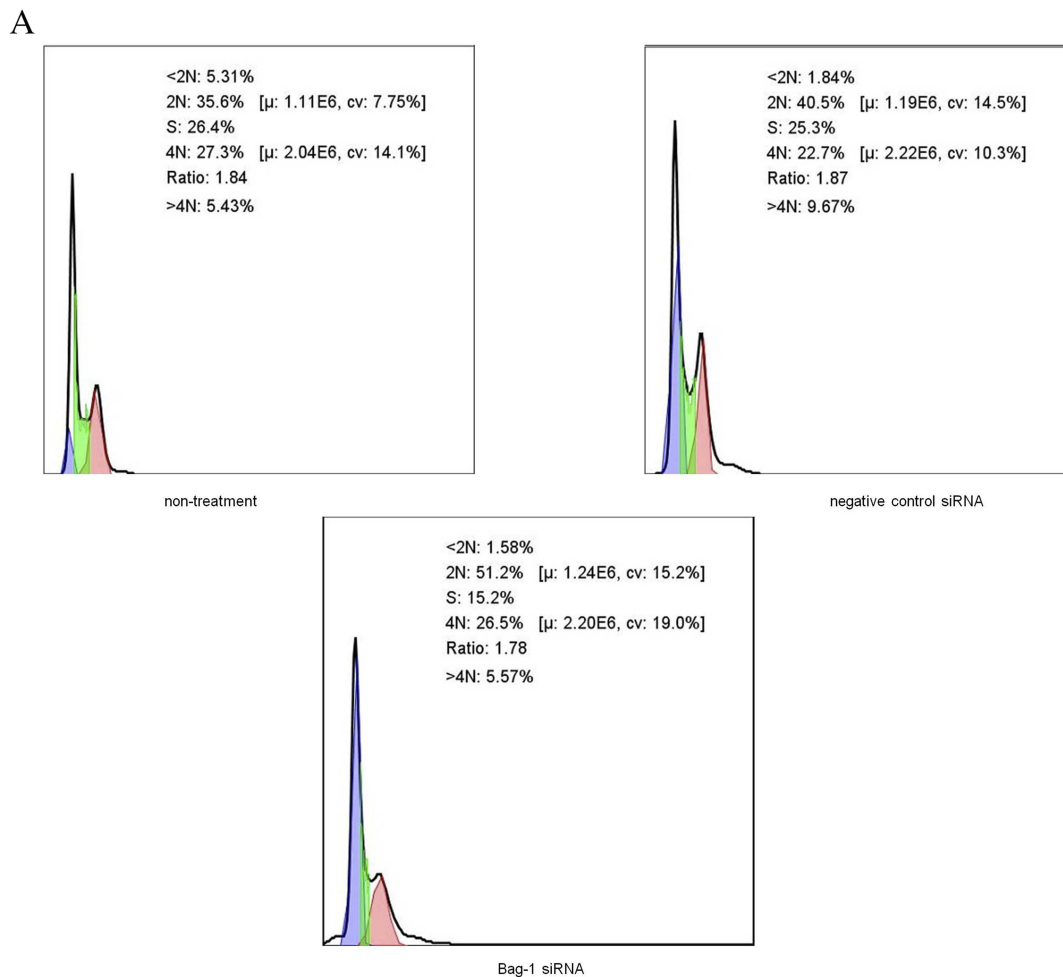 A
<2N: 5.31%
2N: 35.6% [µ: 1.11E6, cv: 7.75%]
S: 26.4%
4N: 27.3% [µ: 2.04E6, cv: 14.1%]
Ratio: 1.84
>4N: 5.43%
non-treatment
<2N: 1.84%
2N: 40.5% [µ: 1.19E6, cv: 14.5%]
S: 25.3%
4N: 22.7% [µ: 2.22E6, cv: 10.3%]
Ratio: 1.87
>4N: 9.67%
negative control siRNA
<2N: 1.58%
2N: 51.2% [µ: 1.24E6, cv: 15.2%]
S: 15.2%
4N: 26.5% [µ: 2.20E6, cv: 19.0%]
Ratio: 1.78
>4N: 5.57%
Bag-1 siRNA